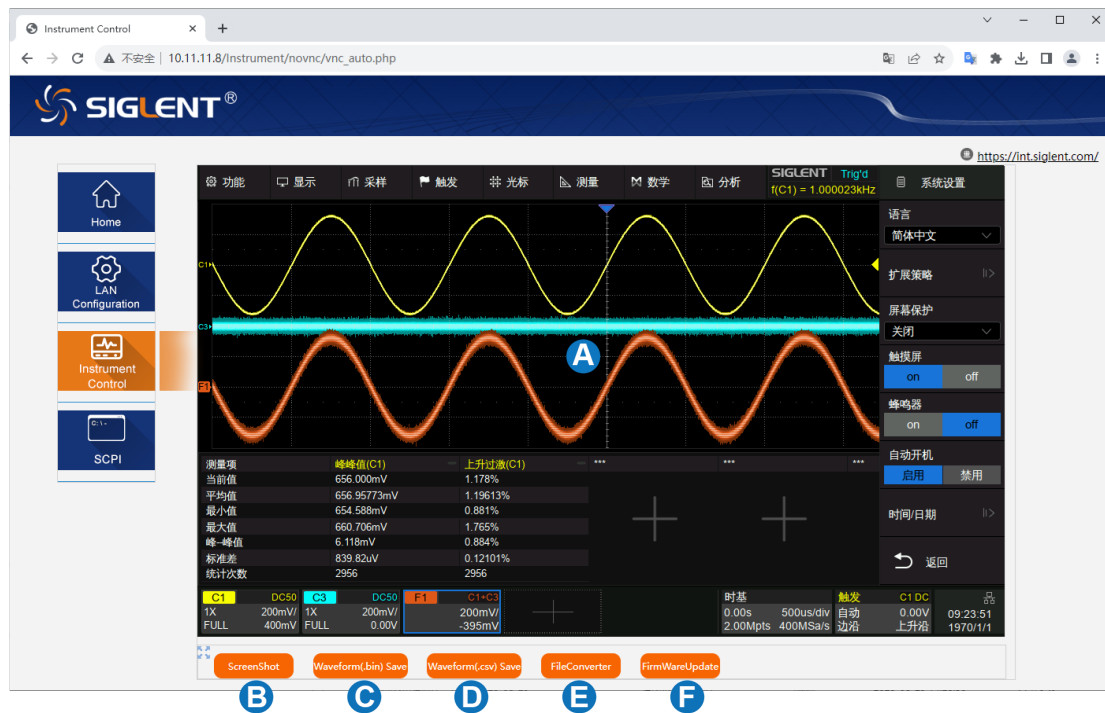 Instrument Control
不安全 | 10.11.11.8/Instrument/novnc/vnc_auto.php
SIGLENT®
https://int.siglent.com/
Home
LAN
Configuration
Instrument
Control
C:\-
SCPI
功能 显示 采样 触发 光标 测量 数学 分析
SIGLENT Trig'd
f(C1) = 1.000023kHz
系统设置
语言
简体中文
扩展策略
屏幕保护
关闭
触摸屏
on off
蜂鸣器
on off
自动开机
启用 禁用
时间/日期
返回
C1
C3
F1
A
测量项 峰峰值(C1) 上升过激(C1) *** *** ***
当前值 656.000mV 1.178%
平均值 656.95773mV 1.19613%
最小值 654.588mV 0.881%
最大值 660.706mV 1.765%
峰-峰值 6.118mV 0.884%
标准差 839.82uV 0.12101%
统计次数 2956 2956
C1 DC50
1X 200mV/
FULL 400mV
C3 DC50
1X 200mV/
FULL 0.00V
F1 C1+C3
200mV/
-395mV
时基
0.00s 500us/div
2.00Mpts 400MSa/s
触发 C1 DC
自动 0.00V
边沿 上升沿
09:23:51
1970/1/1
ScreenShot Waveform(.bin) Save Waveform(.csv) Save FileConverter FirmWareUpdate
B C D E F